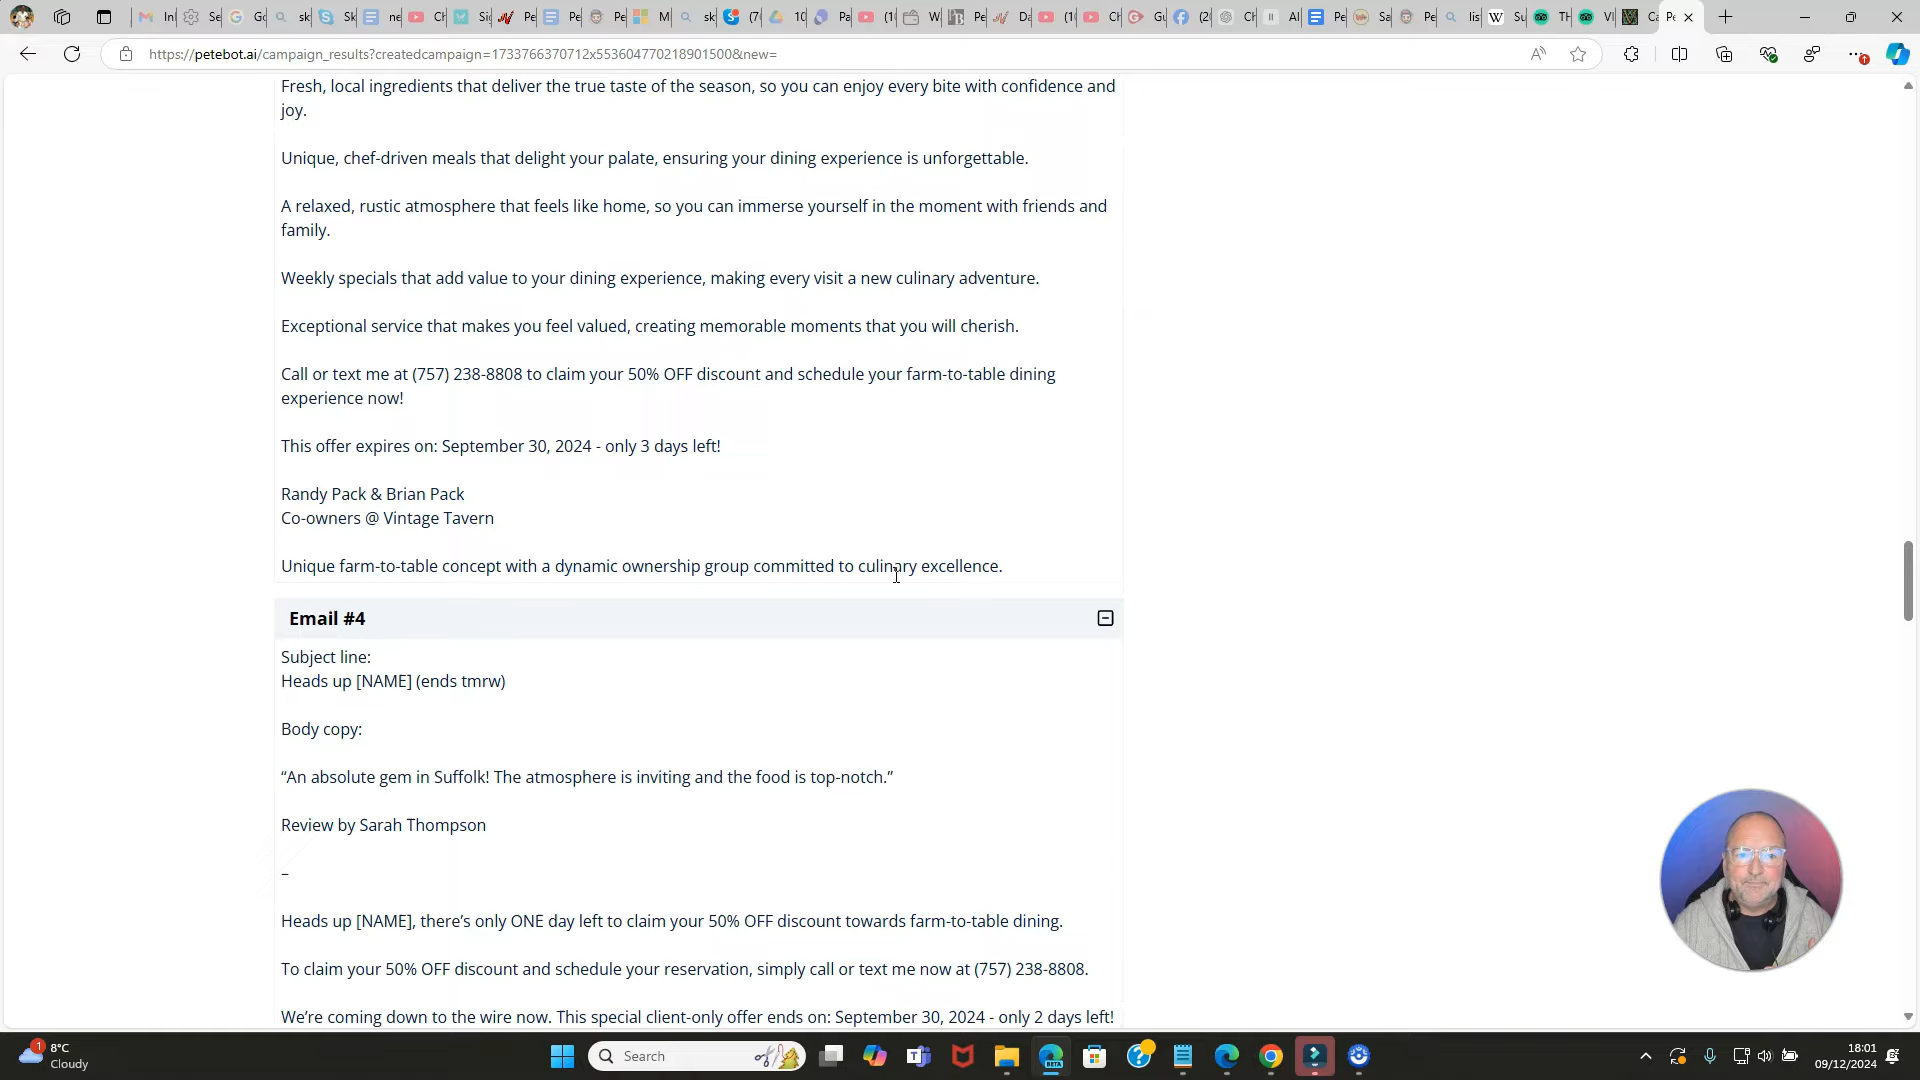 https://petebot.ai/campaign_results?createdcampaign=1733766370712x553604770218901500&new=
Fresh, local ingredients that deliver the true taste of the season, so you can enjoy every bite with confidence and
joy.
Unique, chef-driven meals that delight your palate, ensuring your dining experience is unforgettable.
A relaxed, rustic atmosphere that feels like home, so you can immerse yourself in the moment with friends and
family.
Weekly specials that add value to your dining experience, making every visit a new culinary adventure.
Exceptional service that makes you feel valued, creating memorable moments that you will cherish.
Call or text me at (757) 238-8808 to claim your 50% OFF discount and schedule your farm-to-table dining
experience now!
This offer expires on: September 30, 2024 - only 3 days left!
Randy Pack & Brian Pack
Co-owners @ Vintage Tavern
Unique farm-to-table concept with a dynamic ownership group committed to culinary excellence.
Email #4
Subject line:
Heads up [NAME] (ends tmrw)
Body copy:
“An absolute gem in Suffolk! The atmosphere is inviting and the food is top-notch.”
Review by Sarah Thompson
–
Heads up [NAME], there’s only ONE day left to claim your 50% OFF discount towards farm-to-table dining.
To claim your 50% OFF discount and schedule your reservation, simply call or text me now at (757) 238-8808.
We’re coming down to the wire now. This special client-only offer ends on: September 30, 2024 - only 2 days left!
1
8°C
Cloudy
Search
18:01
09/12/2024